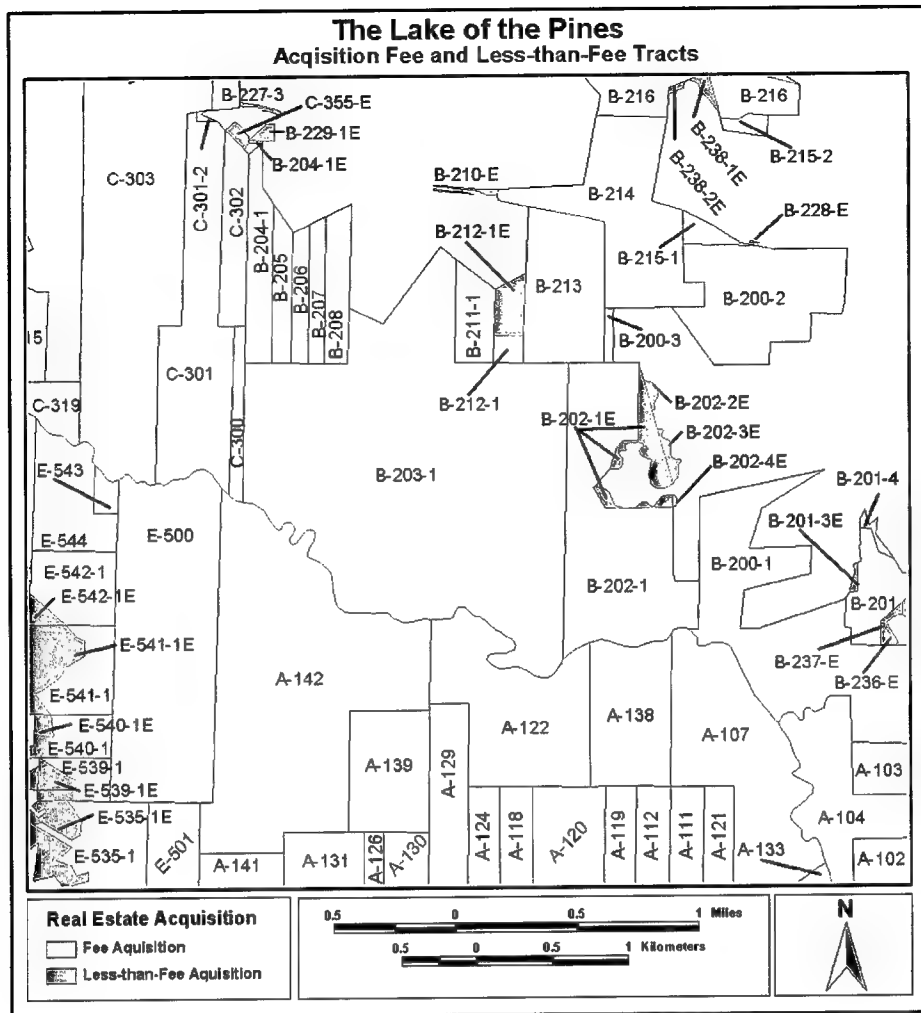 The Lake of the Pines
Acqisition Fee and Less-than-Fee Tracts
B-227-3
C-355-E
B-216
B-216
B-229-1E
C-303
C-301-2
C-302
B-204-1E
B-238-1E
B-215-2
B-210-E
B-238-2E
B-214
B-204-1
B-212-1E
B-228-E
B-205
B-215-1
B-206
B-213
B-207
B-200-2
B-208
B-211-1
15
B-200-3
C-301
C-319
B-212-1
B-202-2E
B-202-1E
C-300
B-202-3E
B-203-1
B-202-4E
E-543
B-201-4
B-201-3E
E-500
E-544
B-200-1
E-542-1
B-202-1
E-542-1E
B-201
E-541-1E
B-237-E
A-142
B-236-E
E-541-1
A-138
A-122
E-540-1E
A-107
E-540-1
A-139
A-129
E-539-1
A-103
E-539-1E
E-535-1E
A-104
E-535-1
E-501
A-141
A-131
A-126
A-130
A-124
A-118
A-120
A-119
A-112
A-111
A-121
A-133
A-102
Real Estate Acquisition
Fee Aquisition
Less-than-Fee Aquisition
0.5 0 0.5 1 Miles
0.5 0 0.5 1 Kilometers
N